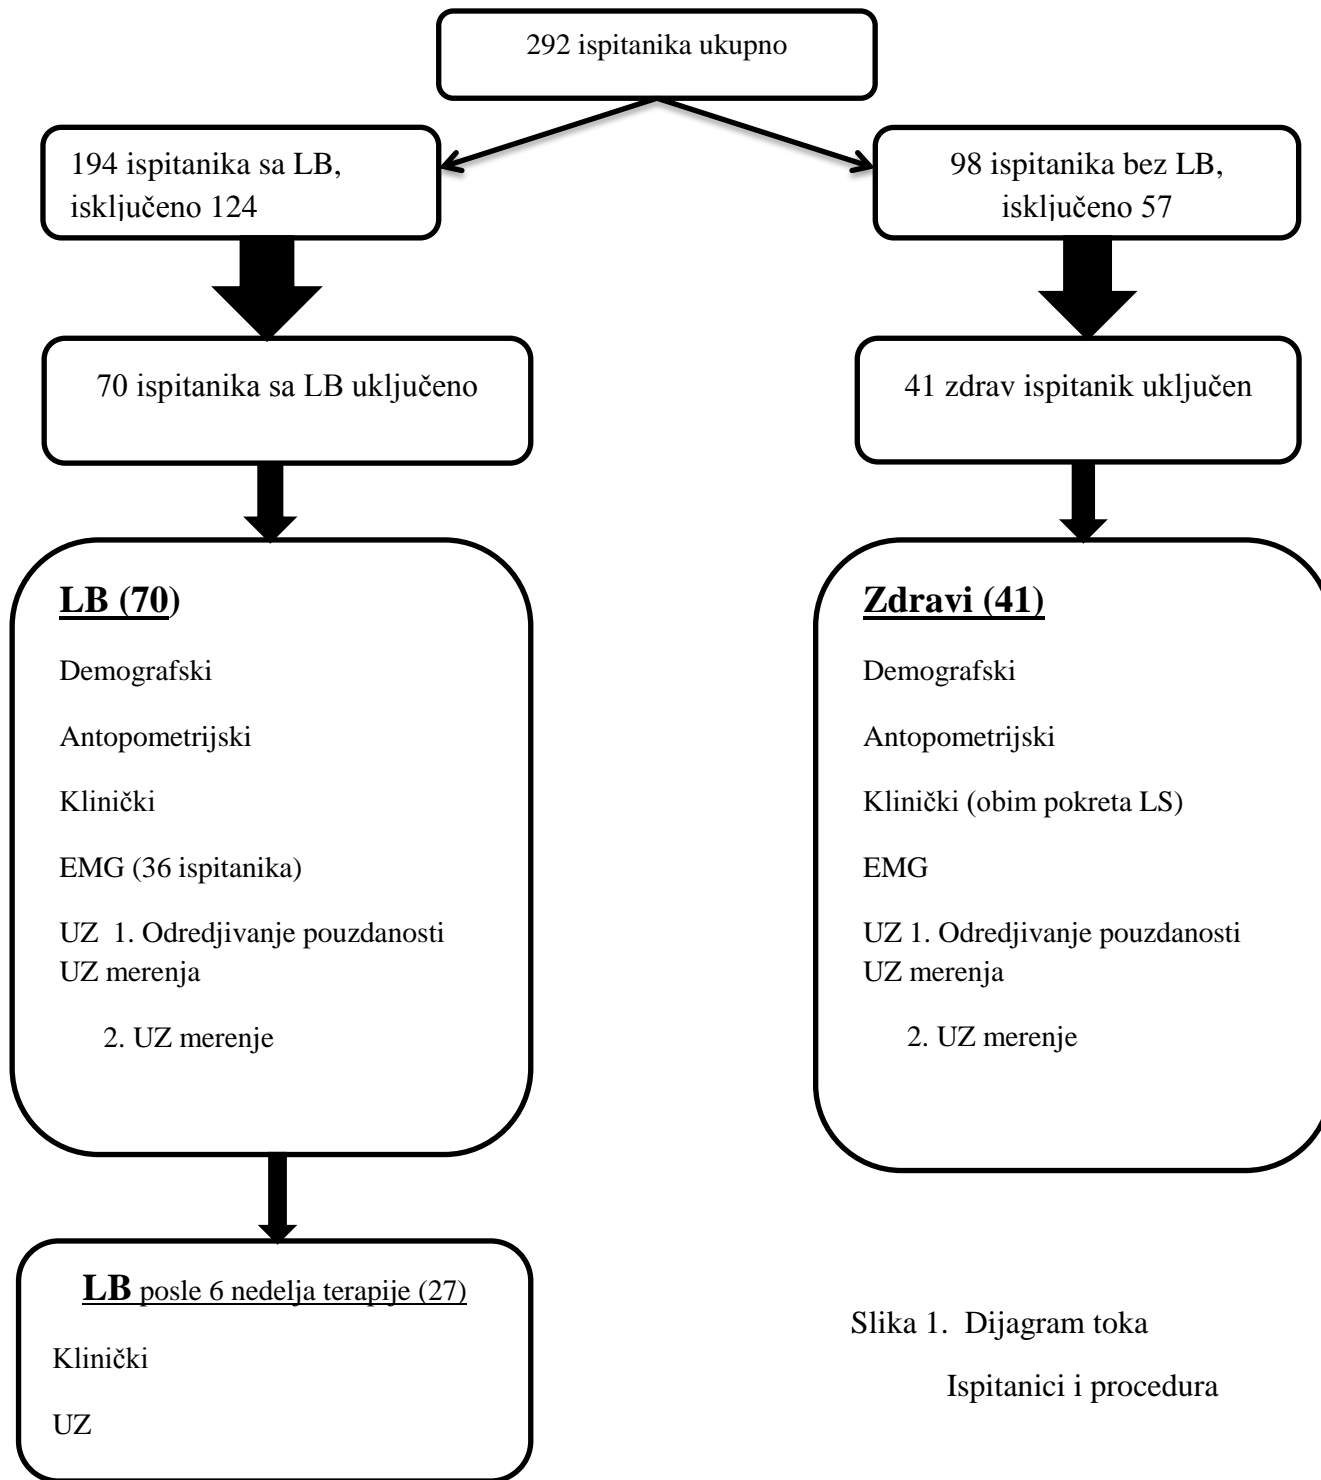 292 ispitanika ukupno
194 ispitanika sa LB,
isključeno 124
98 ispitanika bez LB,
isključeno 57
70 ispitanika sa LB uključeno
41 zdrav ispitanik uključen
LB (70)
Demografski
Antopometrijski
Klinički
EMG (36 ispitanika)
UZ 1. Odredjivanje pouzdanosti
UZ merenja
2. UZ merenje
Zdravi (41)
Demografski
Antopometrijski
Klinički (obim pokreta LS)
EMG
UZ 1. Odredjivanje pouzdanosti
UZ merenja
2. UZ merenje
LB posle 6 nedelja terapije (27)
Klinički
UZ
Slika 1. Dijagram toka
Ispitanici i procedura